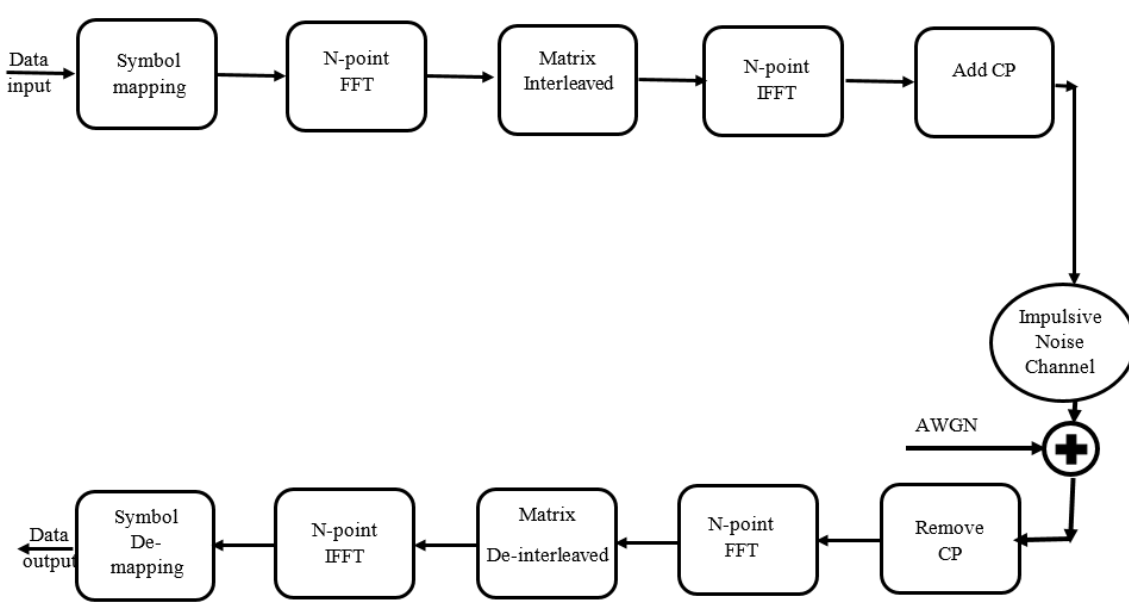 Data
input
Symbol
mapping
N-point
FFT
Matrix
Interleaved
N-point
IFFT
Add CP
Impulsive
Noise
Channel
AWGN
Remove
CP
N-point
FFT
Matrix
De-interleaved
N-point
IFFT
Symbol
De-
mapping
Data
output